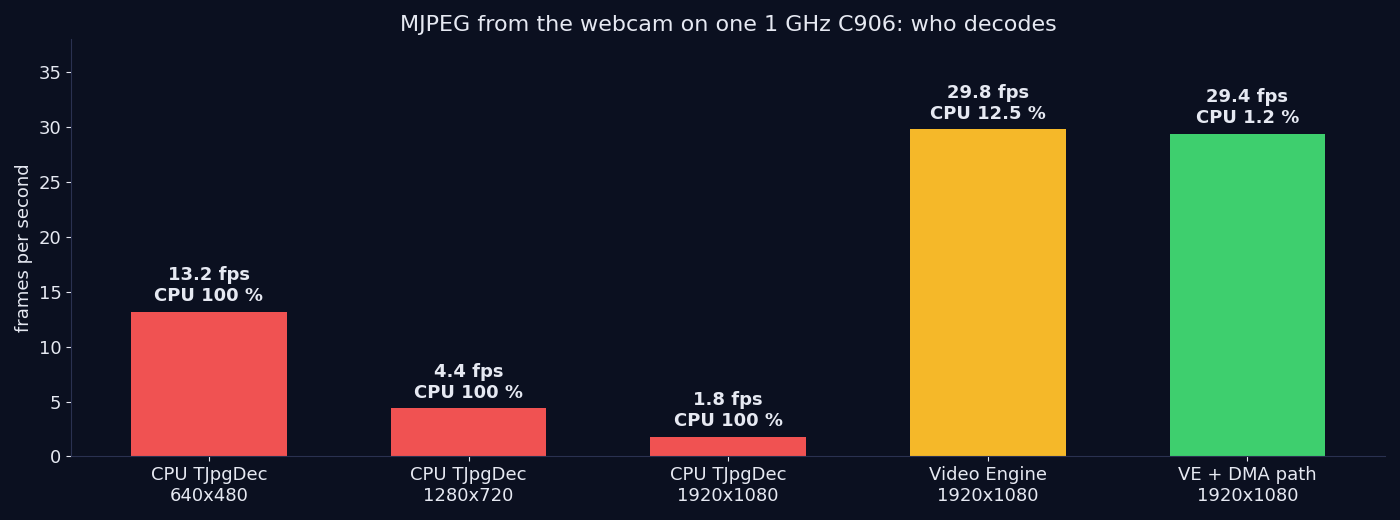 MJPEG from the webcam on one 1 GHz C906: who decodes
frames per second
35
30
25
20
15
10
5
0
13.2 fps
CPU 100 %
4.4 fps
CPU 100 %
1.8 fps
CPU 100 %
29.8 fps
CPU 12.5 %
29.4 fps
CPU 1.2 %
CPU TJpgDec
640x480
CPU TJpgDec
1280x720
CPU TJpgDec
1920x1080
Video Engine
1920x1080
VE + DMA path
1920x1080